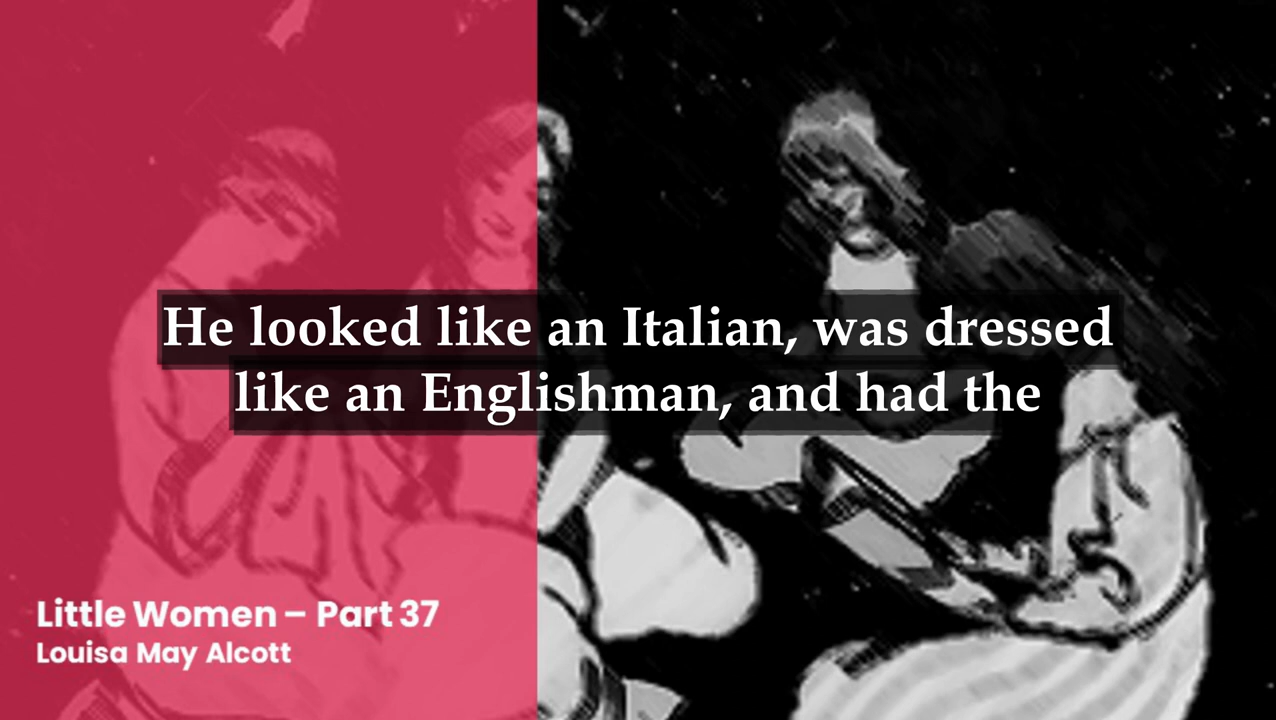 He looked like an Italian, was dressed
like an Englishman, and had the
Little Women – Part 37
Louisa May Alcott